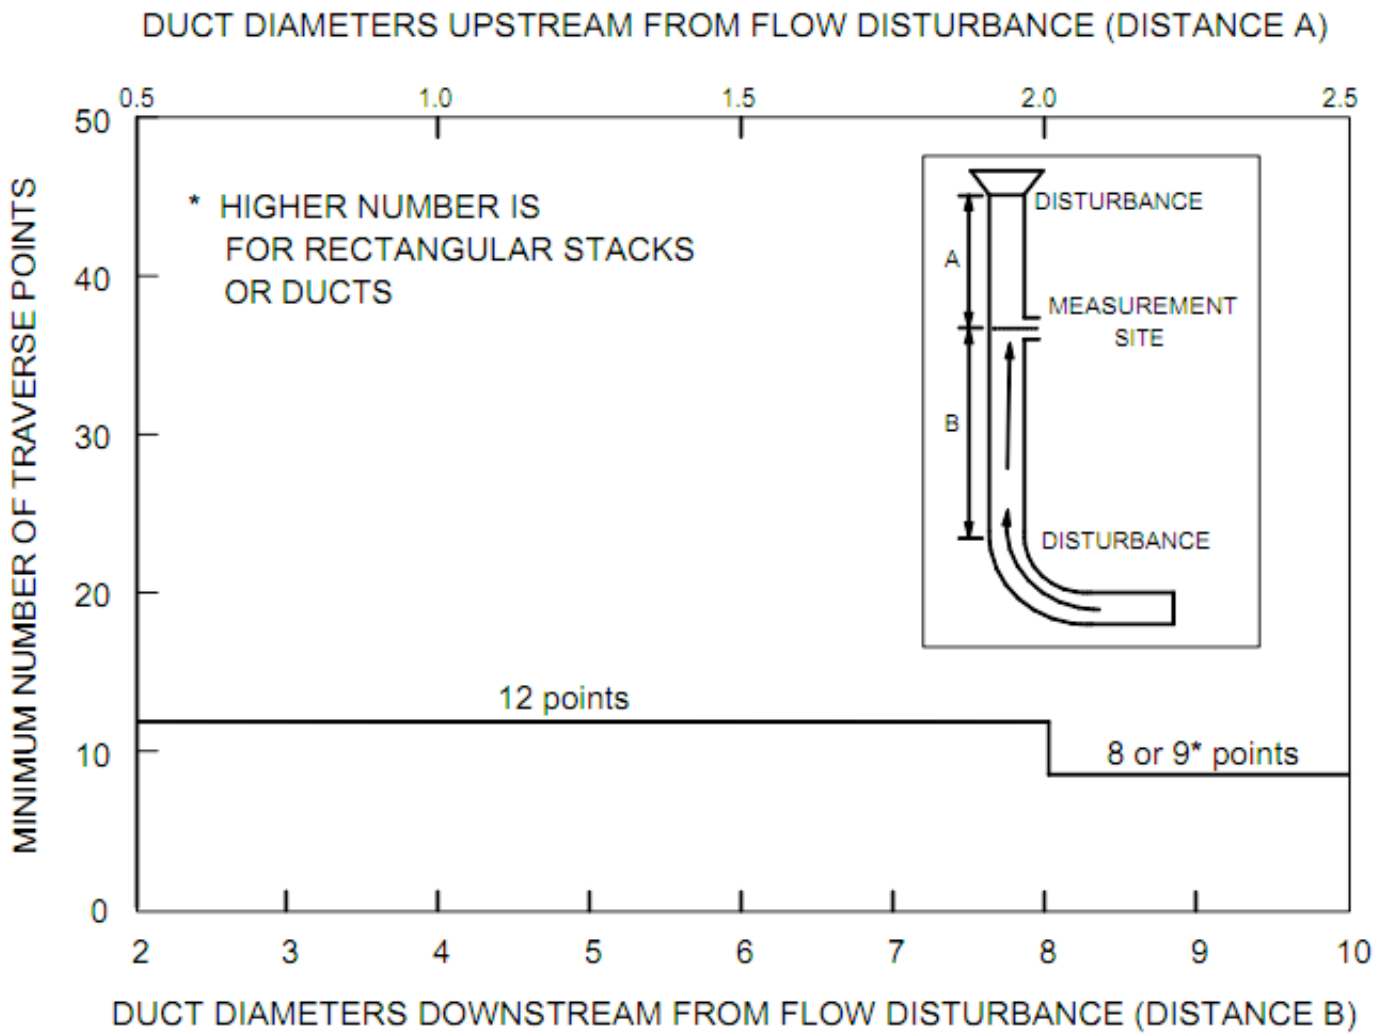 DUCT DIAMETERS UPSTREAM FROM FLOW DISTURBANCE (DISTANCE A)
0.5 1.0 1.5 2.0 2.5
50
* HIGHER NUMBER IS
FOR RECTANGULAR STACKS
OR DUCTS
40
30
20
10
0
MINIMUM NUMBER OF TRAVERSE POINTS
DISTURBANCE
A
MEASUREMENT
SITE
B
DISTURBANCE
12 points
8 or 9* points
2 3 4 5 6 7 8 9 10
DUCT DIAMETERS DOWNSTREAM FROM FLOW DISTURBANCE (DISTANCE B)